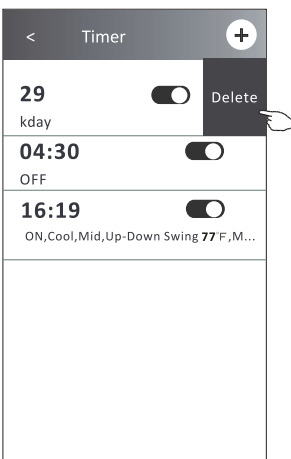 < Timer +
29 Delete
kday
04:30
OFF
16:19
ON,Cool,Mid,Up-Down Swing 77°F,M...